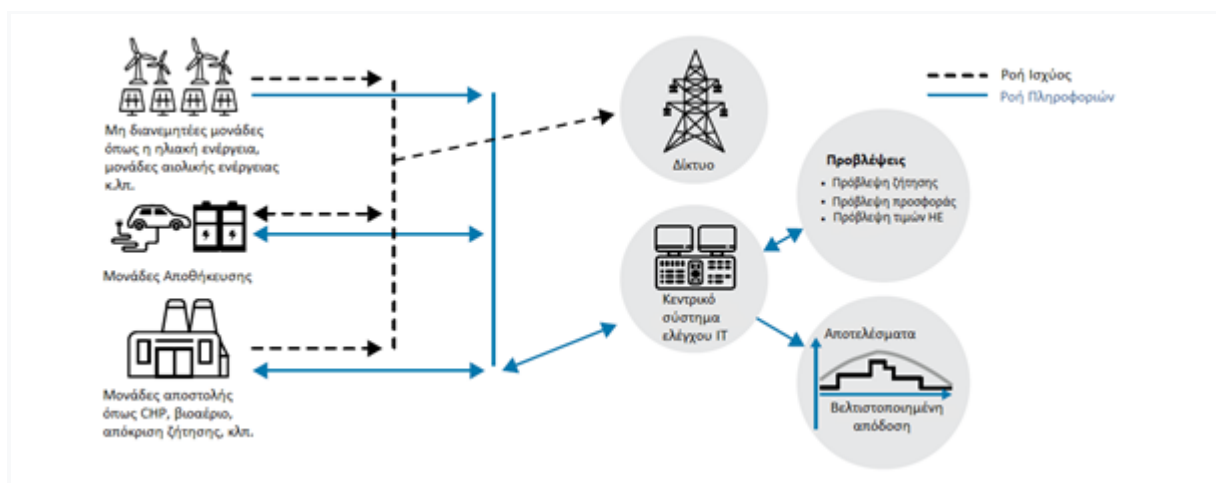 Μη διανεμητέες μονάδες
όπως η ηλιακή ενέργεια,
μονάδες αιολικής ενέργειας
κ.λπ.
Μονάδες Αποθήκευσης
Μονάδες αποστολής
όπως CHP, βιοαέριο,
απόκριση ζήτησης, κλπ.
Δίκτυο
Κεντρικό
σύστημα
ελέγχου IT
Ροή Ισχύος
Ροή Πληροφοριών
Προβλέψεις
• Πρόβλεψη ζήτησης
• Πρόβλεψη προσφοράς
• Πρόβλεψη τιμών ΗΕ
Αποτελέσματα
Βελτιστοποιημένη
απόδοση